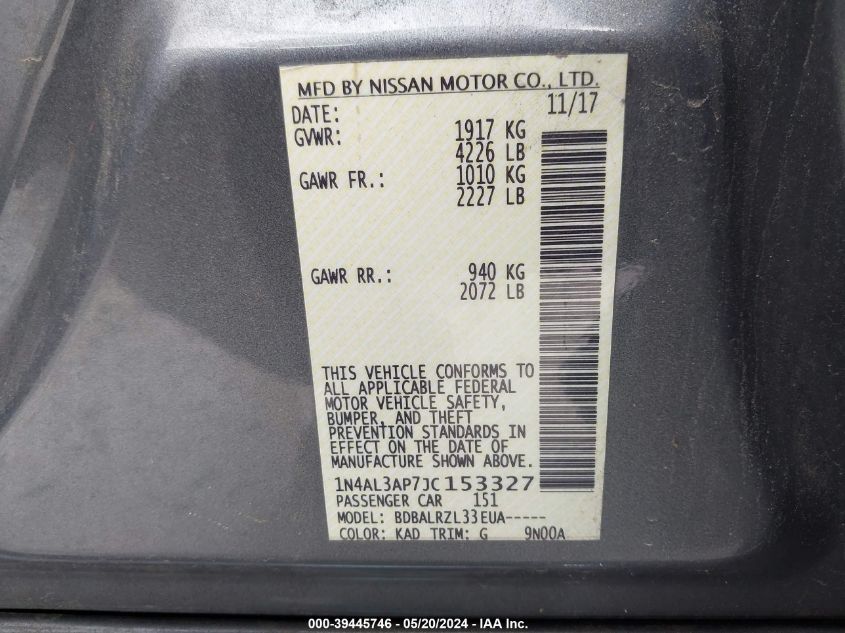 MFD BY NISSAN MOTOR CO., LTD.
DATE: 11/17
GVWR: 1917 KG
4226 LB
GAWR FR.: 1010 KG
2227 LB
GAWR RR.: 940 KG
2072 LB
THIS VEHICLE CONFORMS TO
ALL APPLICABLE FEDERAL
MOTOR VEHICLE SAFETY,
BUMPER, AND THEFT
PREVENTION STANDARDS IN
EFFECT ON THE DATE OF
MANUFACTURE SHOWN ABOVE.
1N4AL3AP7JC153327
PASSENGER CAR 151
MODEL: BDBALRZL33EUA-----
COLOR: KAD TRIM: G 9N00A
000-39445746 - 05/20/2024 - IAA Inc.